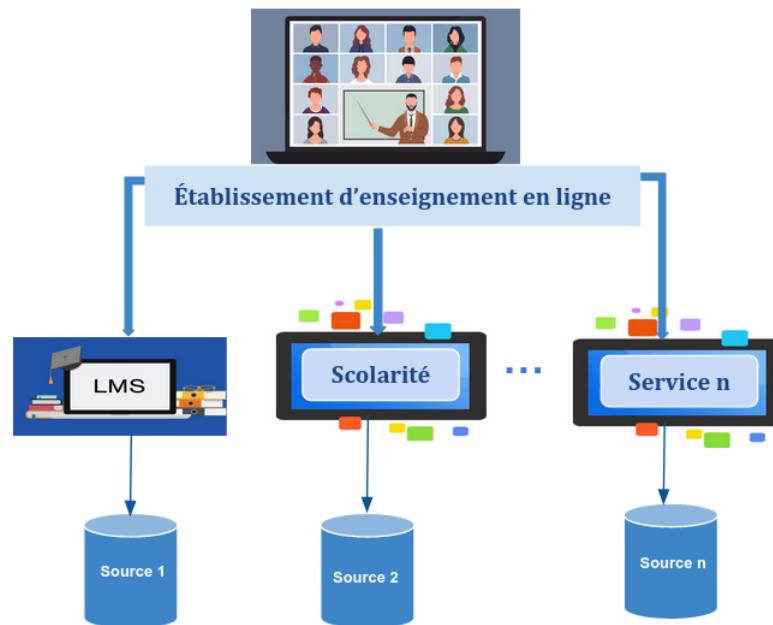 Établissement d'enseignement en ligne
LMS
Scolarité
...
Service n
Source 1
Source 2
Source n